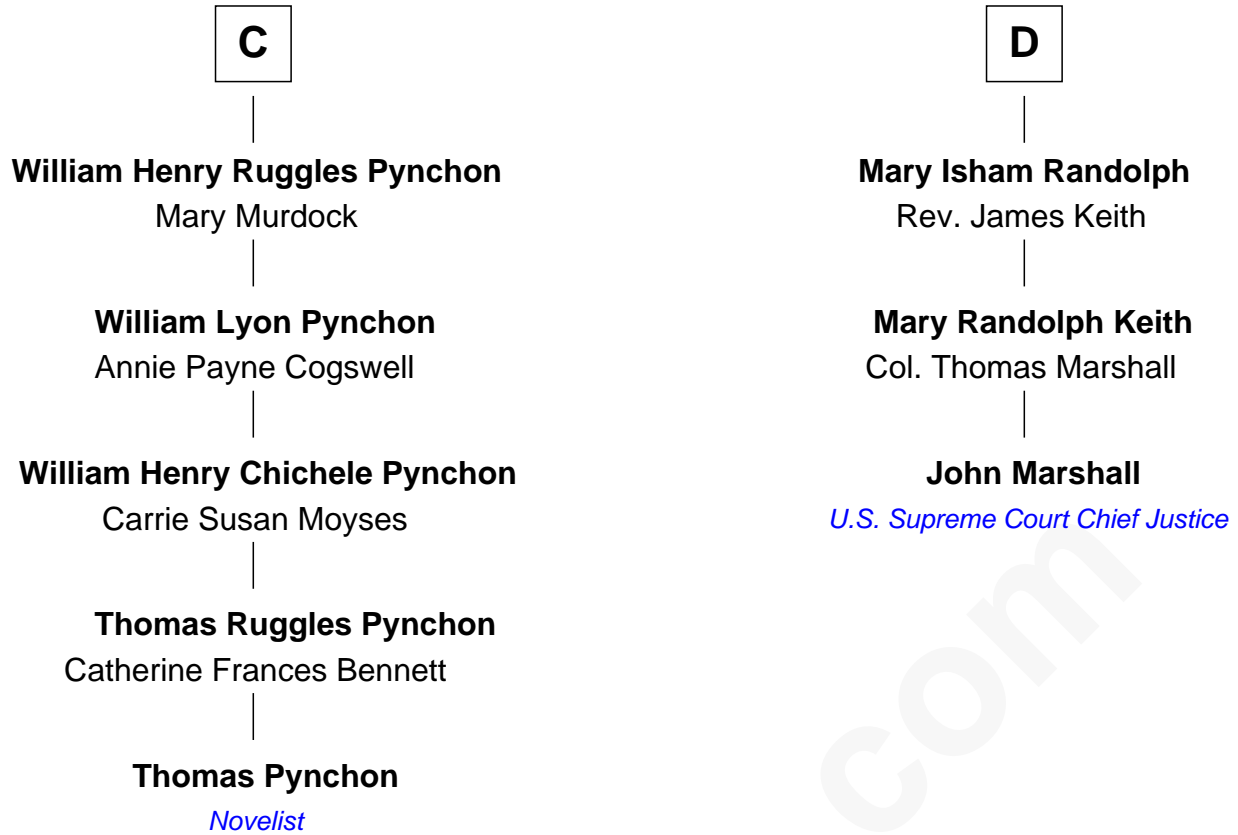 C
William Henry Ruggles Pynchon
Mary Murdock
William Lyon Pynchon
Annie Payne Cogswell
William Henry Chichele Pynchon
Carrie Susan Moyses
Thomas Ruggles Pynchon
Catherine Frances Bennett
Thomas Pynchon
Novelist
D
Mary Isham Randolph
Rev. James Keith
Mary Randolph Keith
Col. Thomas Marshall
John Marshall
U.S. Supreme Court Chief Justice
com